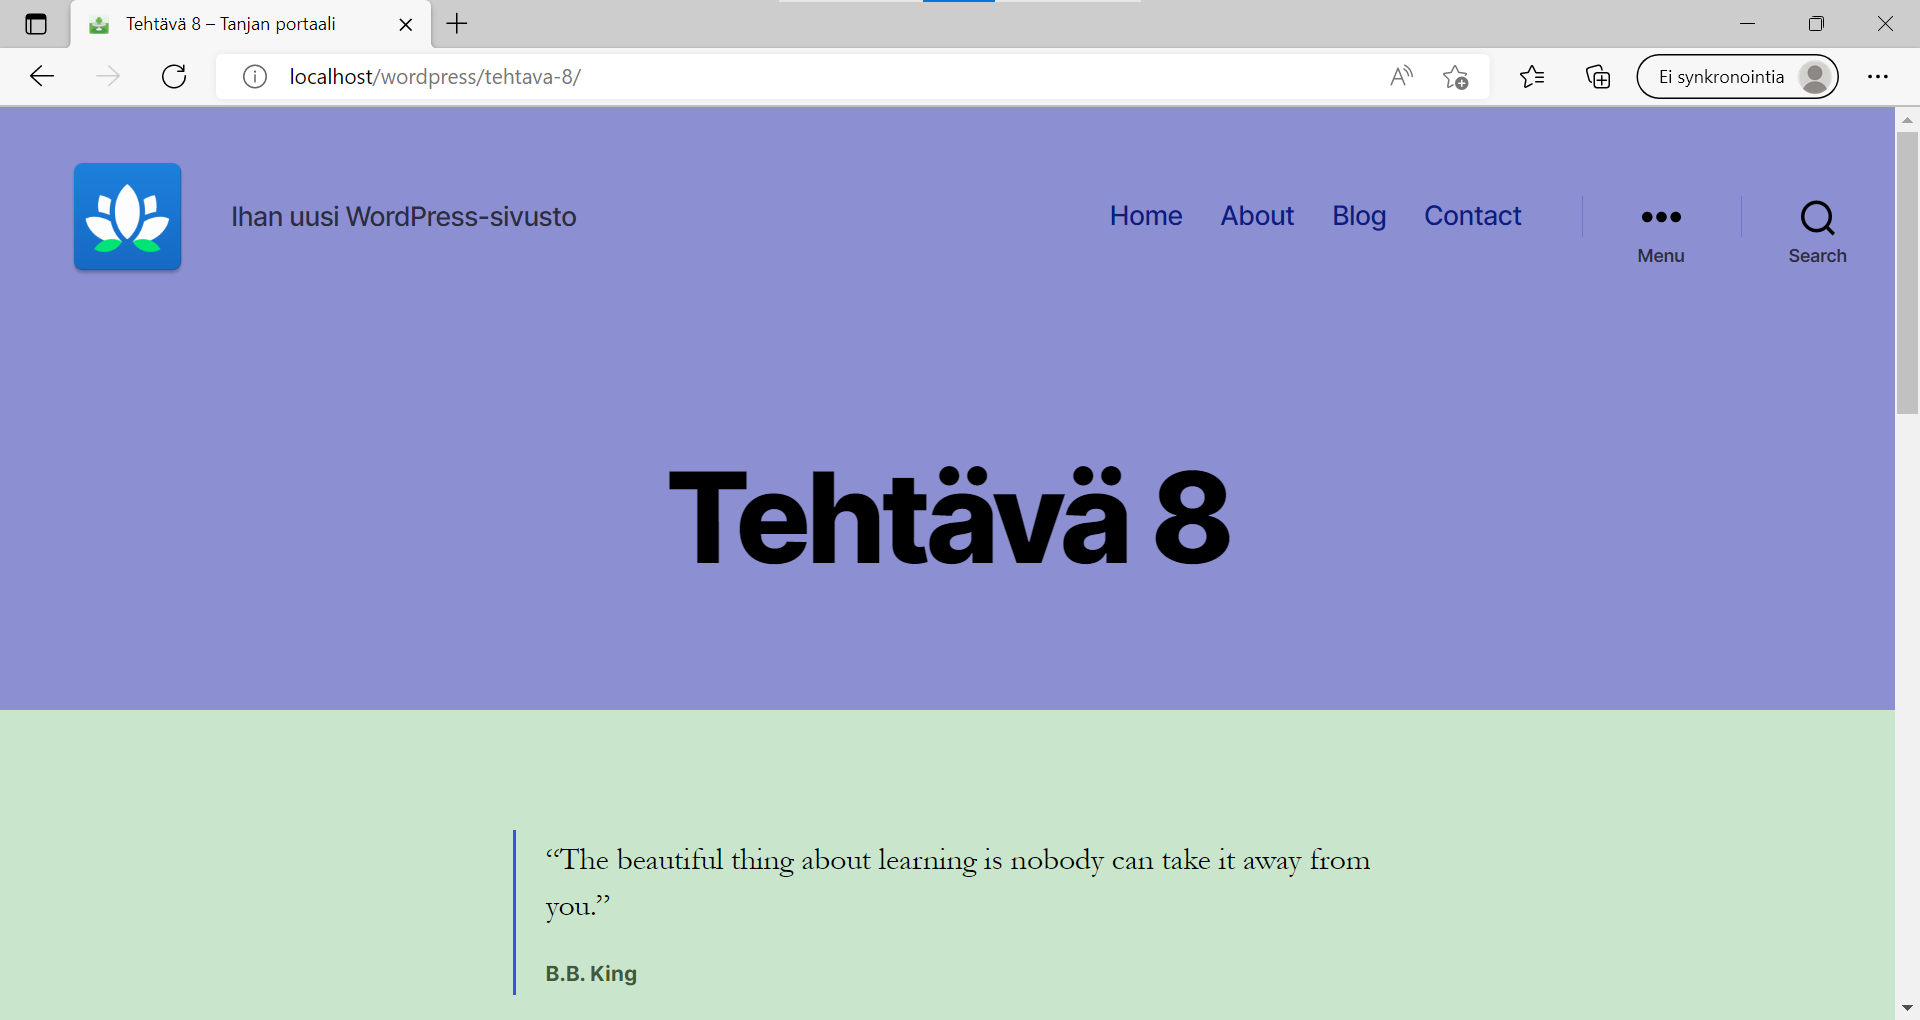 Tehtävä 8 – Tanjan portaali
localhost/wordpress/tehtava-8/
Ei synkronointia
Ihan uusi WordPress-sivusto
Home About Blog Contact
Menu
Search
Tehtävä 8
“The beautiful thing about learning is nobody can take it away from
you.”
B.B. King